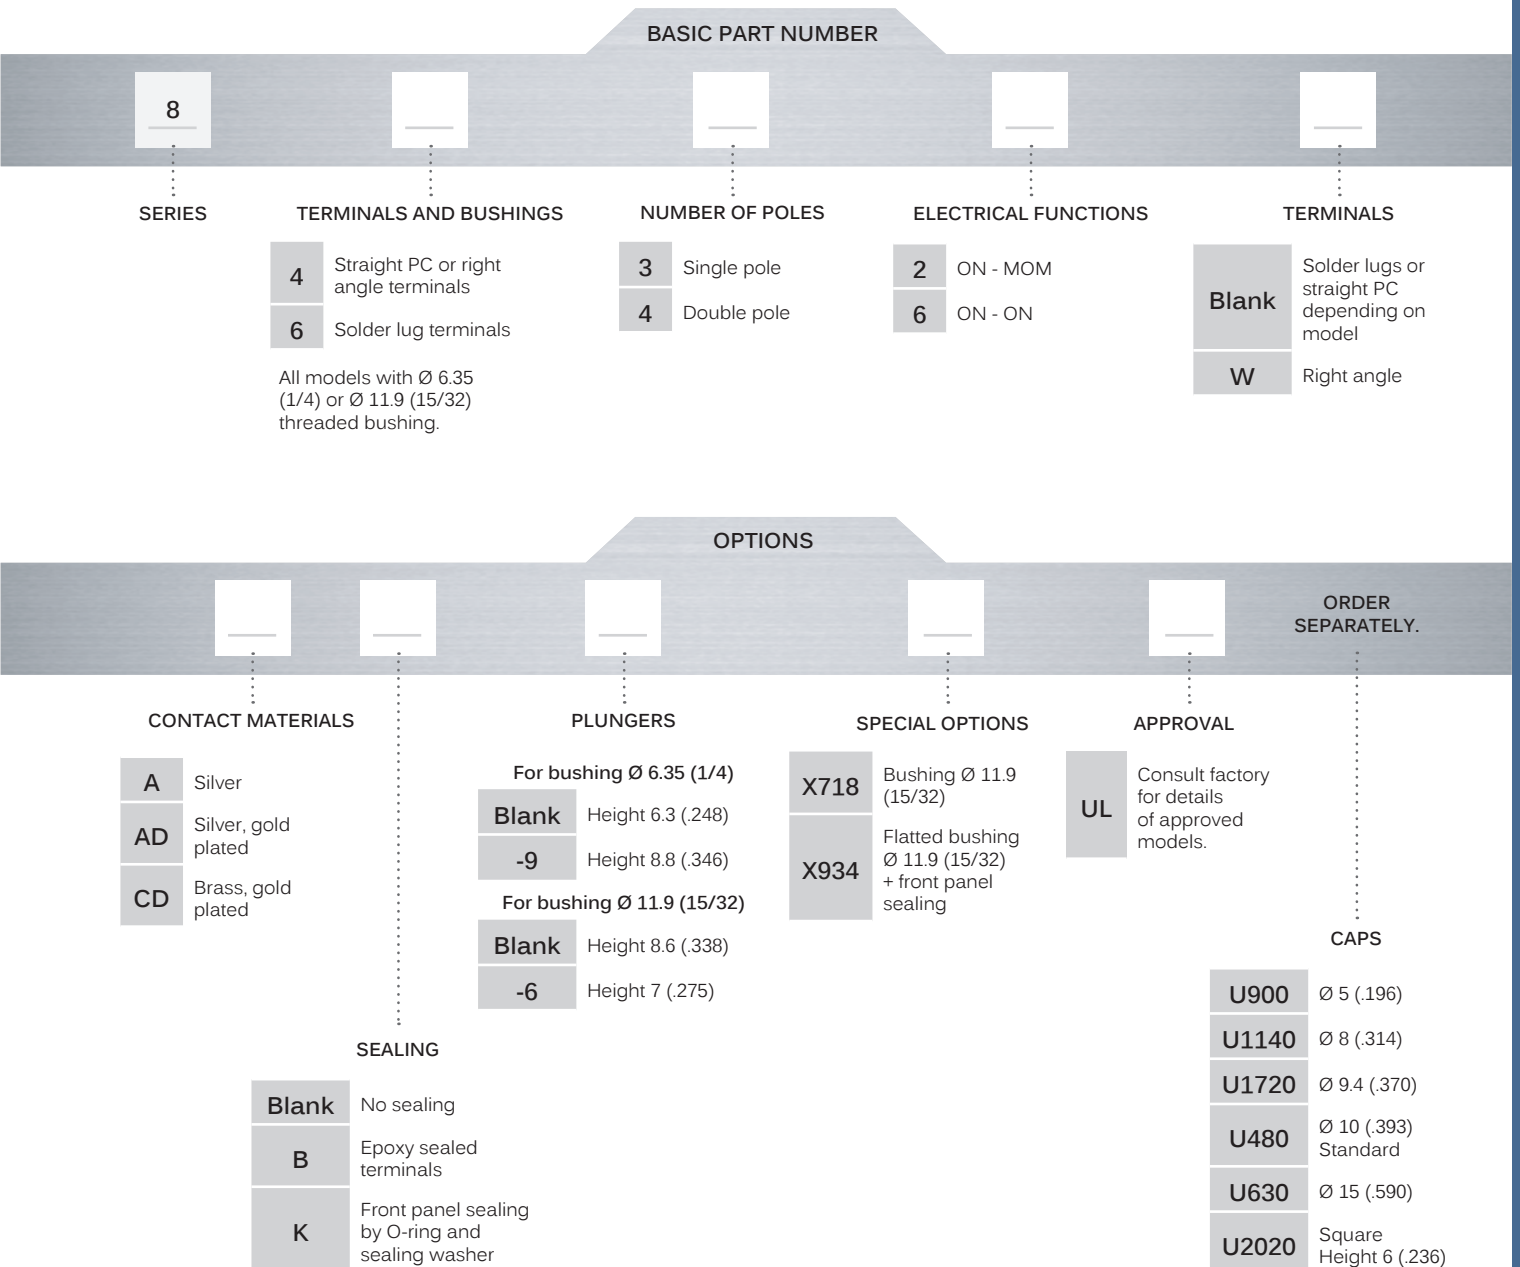 BASIC PART NUMBER
8
SERIES
TERMINALS AND BUSHINGS
4
Straight PC or right
angle terminals
6
Solder lug terminals
All models with Ø 6.35
(1/4) or Ø 11.9 (15/32)
threaded bushing.
NUMBER OF POLES
3
Single pole
4
Double pole
ELECTRICAL FUNCTIONS
2
ON - MOM
6
ON - ON
TERMINALS
Blank
Solder lugs or
straight PC
depending on
model
W
Right angle
OPTIONS
ORDER
SEPARATELY.
CONTACT MATERIALS
A
Silver
AD
Silver, gold
plated
CD
Brass, gold
plated
SEALING
Blank
No sealing
B
Epoxy sealed
terminals
K
Front panel sealing
by O-ring and
sealing washer
PLUNGERS
For bushing Ø 6.35 (1/4)
Blank
Height 6.3 (.248)
-9
Height 8.8 (.346)
For bushing Ø 11.9 (15/32)
Blank
Height 8.6 (.338)
-6
Height 7 (.275)
SPECIAL OPTIONS
X718
Bushing Ø 11.9
(15/32)
X934
Flatted bushing
Ø 11.9 (15/32)
+ front panel
sealing
APPROVAL
UL
Consult factory
for details
of approved
models.
CAPS
U900
Ø 5 (.196)
U1140
Ø 8 (.314)
U1720
Ø 9.4 (.370)
U480
Ø 10 (.393)
Standard
U630
Ø 15 (.590)
U2020
Square
Height 6 (.236)